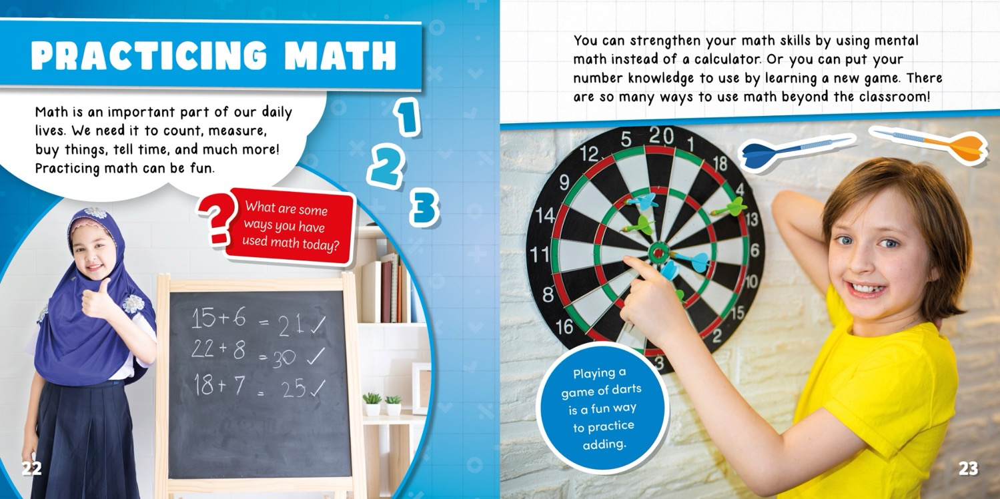 PRACTICING MATH
Math is an important part of our daily
lives. We need it to count, measure,
buy things, tell time, and much more!
Practicing math can be fun.
1
2
3
?
What are some
ways you have
used math today?
15+6 = 21✓
22+8 = 30 ✓
18+7 = 25✓
22
You can strengthen your math skills by using mental
math instead of a calculator. Or you can put your
number knowledge to use by learning a new game. There
are so many ways to use math beyond the classroom!
20
1
18
4
13
6
10
15
2
3
16
8
11
14
9
12
5
Playing a
game of darts
is a fun way
to practice
adding.
23